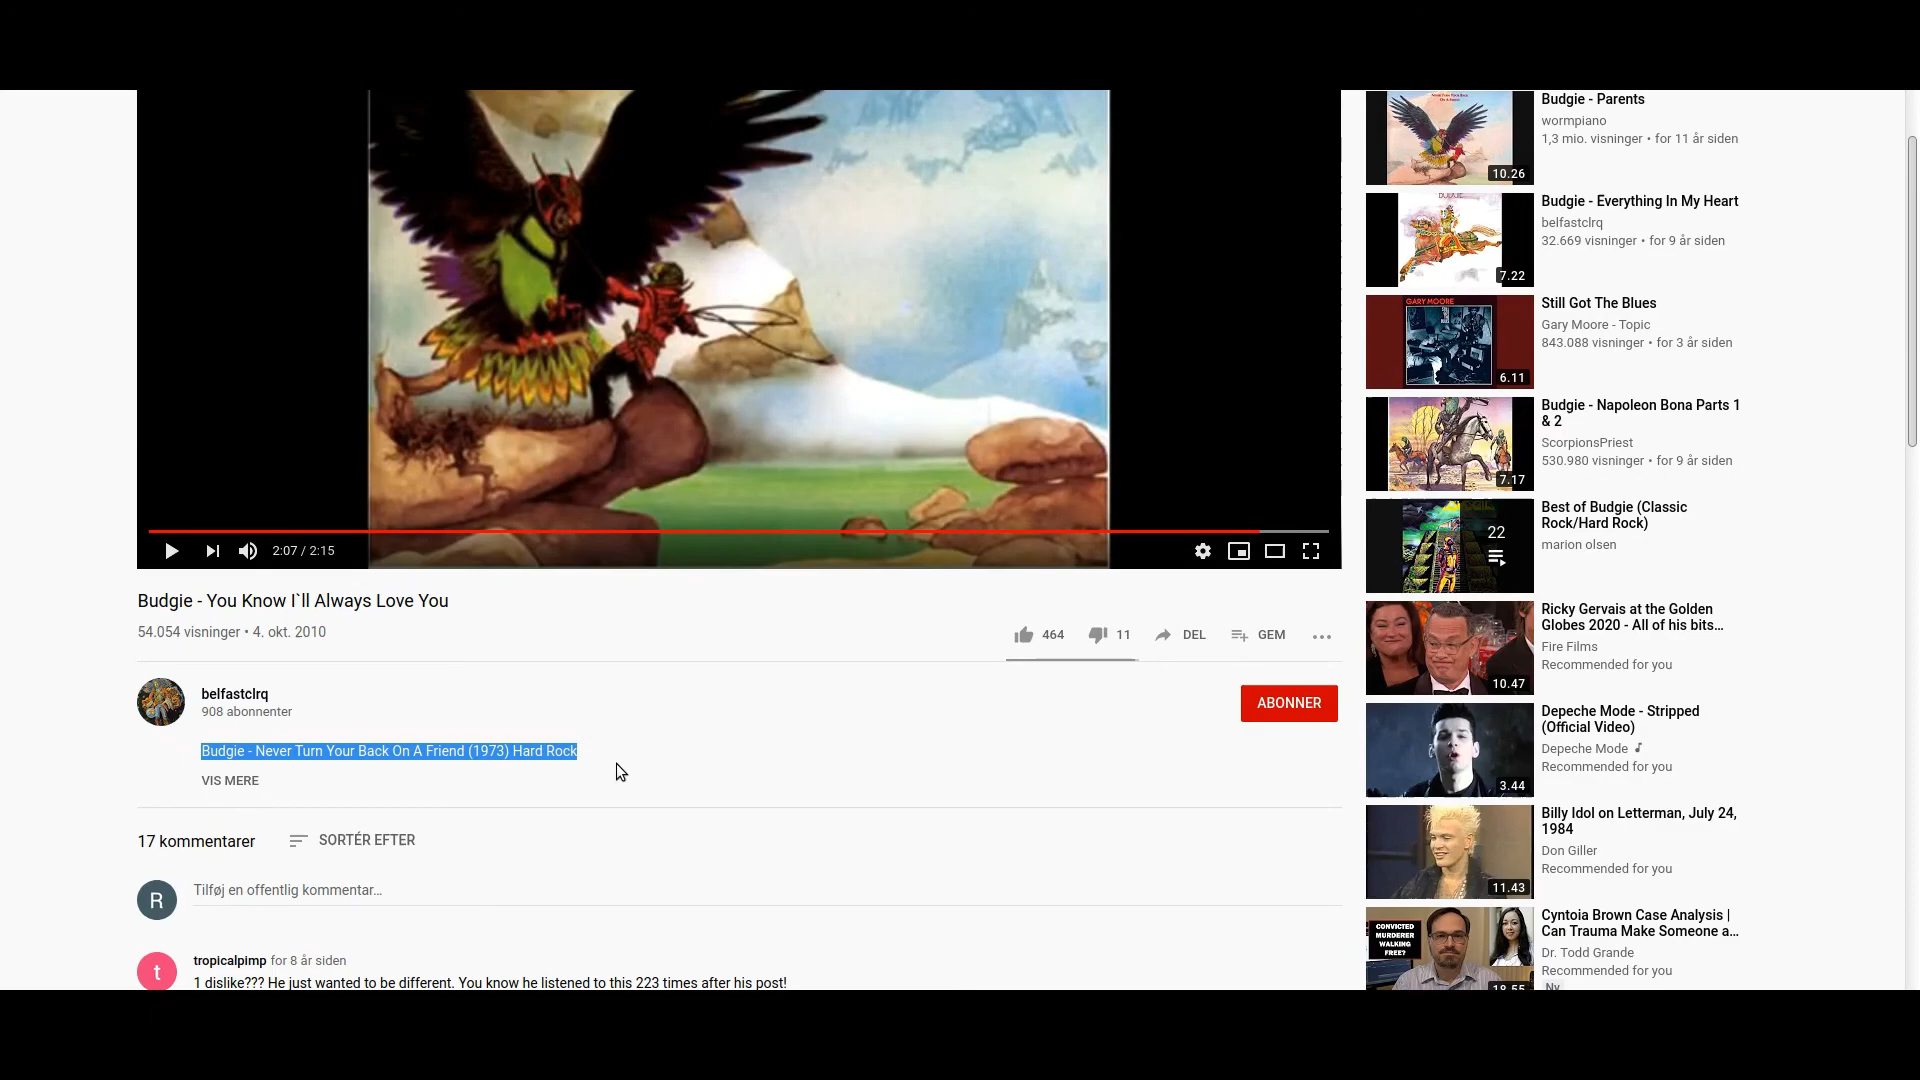 2:07 / 2:15
Budgie - You Know I`ll Always Love You
54.054 visninger • 4. okt. 2010
464
11
DEL
GEM
belfastclrq
908 abonnenter
ABONNER
Budgie - Never Turn Your Back On A Friend (1973) Hard Rock
VIS MERE
17 kommentarer
SORTÉR EFTER
R
Tilføj en offentlig kommentar...
t
tropicalpimp for 8 år siden
1 dislike??? He just wanted to be different. You know he listened to this 223 times after his post!
10.26
Budgie - Parents
wormpiano
1,3 mio. visninger • for 11 år siden
7.22
Budgie - Everything In My Heart
belfastclrq
32.669 visninger • for 9 år siden
GARY MOORE
6.11
Still Got The Blues
Gary Moore - Topic
843.088 visninger • for 3 år siden
7.17
Budgie - Napoleon Bona Parts 1
& 2
ScorpionsPriest
530.980 visninger • for 9 år siden
22
Best of Budgie (Classic
Rock/Hard Rock)
marion olsen
10.47
Ricky Gervais at the Golden
Globes 2020 - All of his bits...
Fire Films
Recommended for you
3.44
Depeche Mode - Stripped
(Official Video)
Depeche Mode
Recommended for you
11.43
Billy Idol on Letterman, July 24,
1984
Don Giller
Recommended for you
CONVICTED
MURDERER
WALKING
FREE?
18.55
Cyntoia Brown Case Analysis |
Can Trauma Make Someone a...
Dr. Todd Grande
Recommended for you
Ny